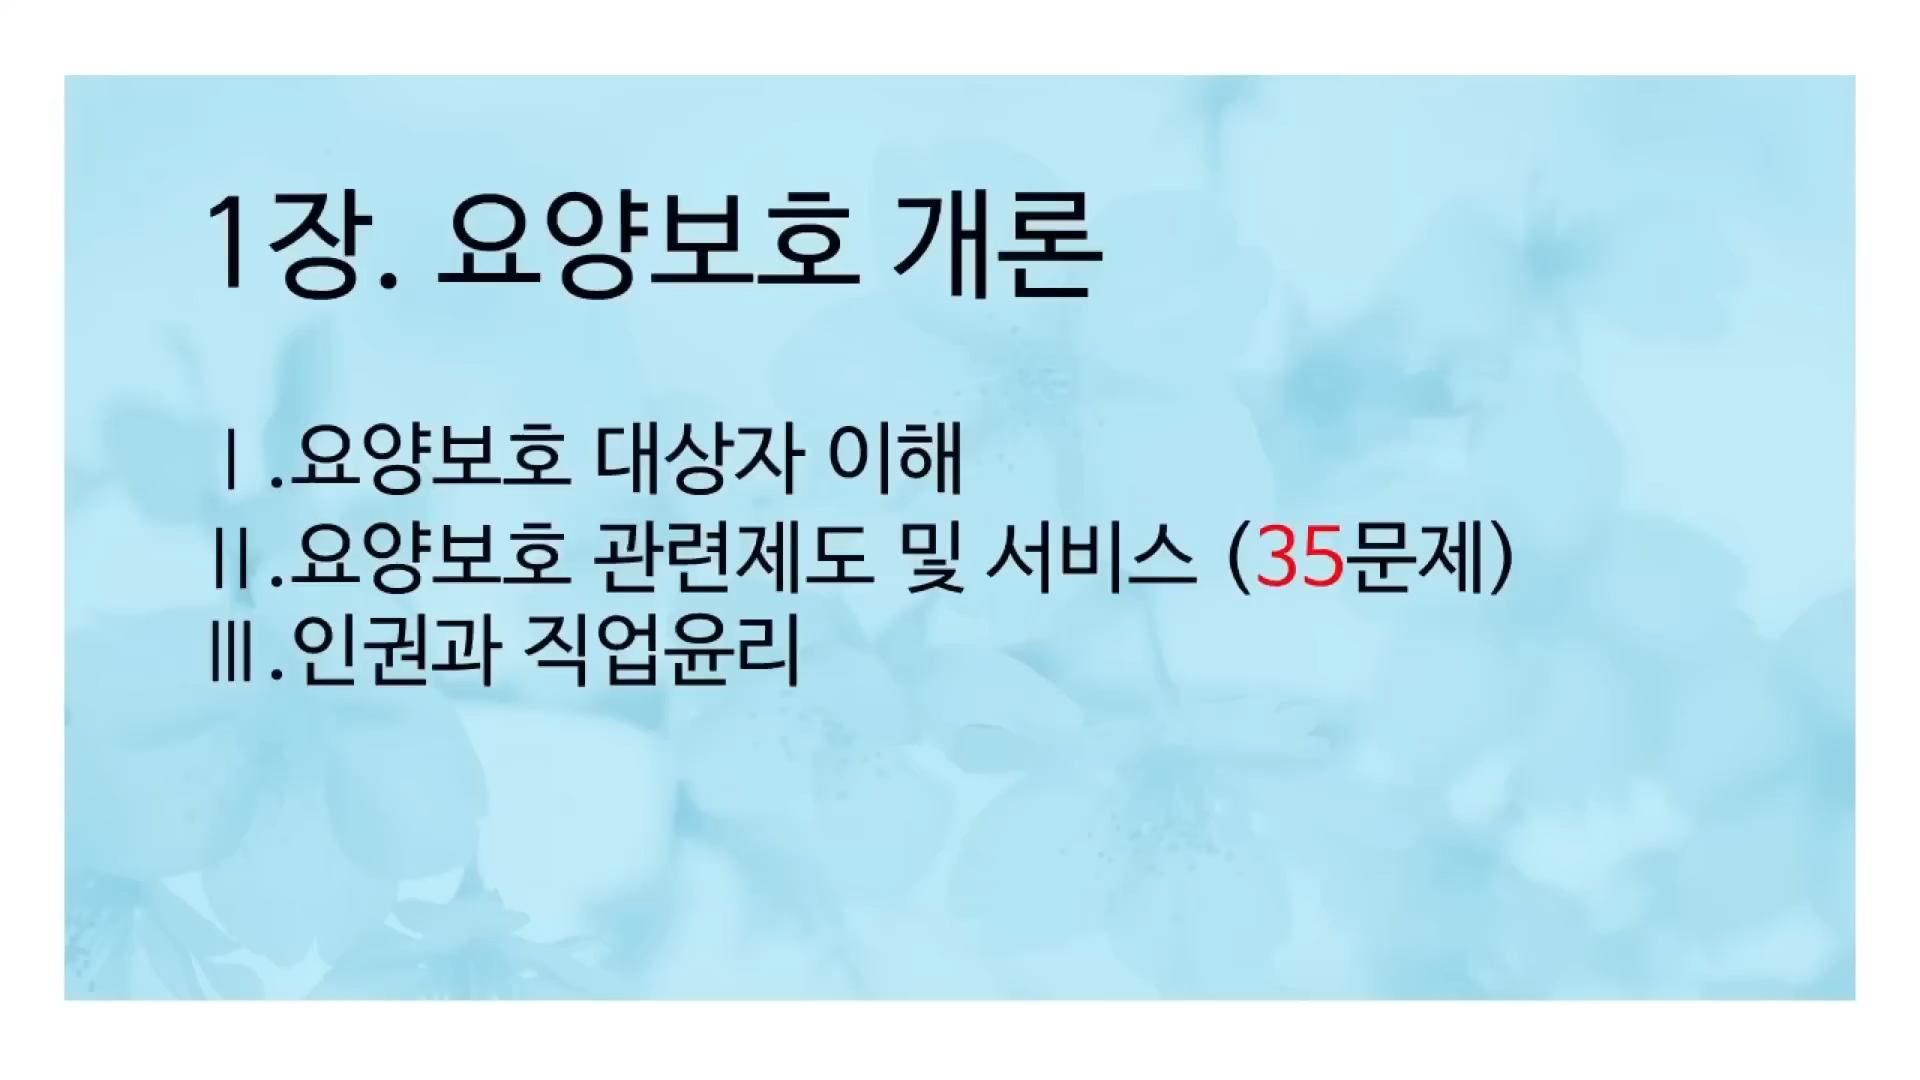 1장. 요양보호 개론
Ⅰ.요양보호 대상자 이해
Ⅱ.요양보호 관련제도 및 서비스 (35문제)
Ⅲ.인권과 직업윤리